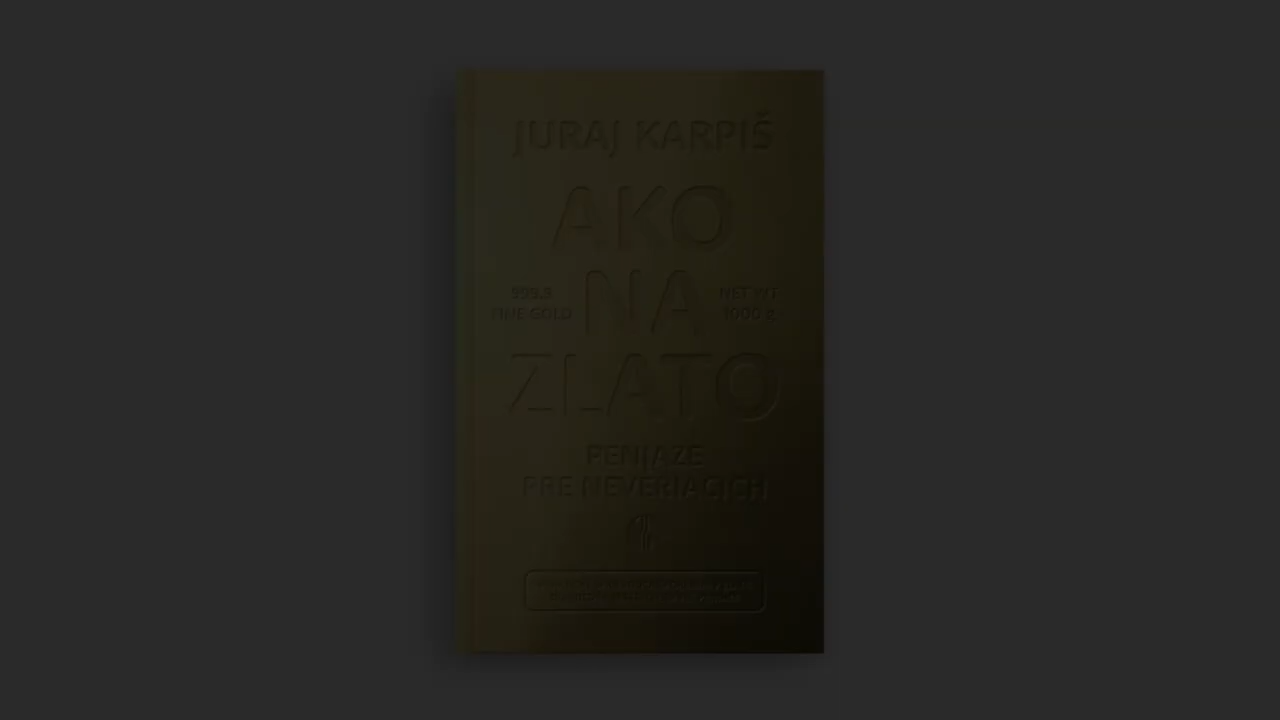 JURAJ KARPIŠ
AKO
NA
999.9
FINE GOLD
NET WT
1000 g
ZLATO
PENIAZE
PRE NEVERIACICH